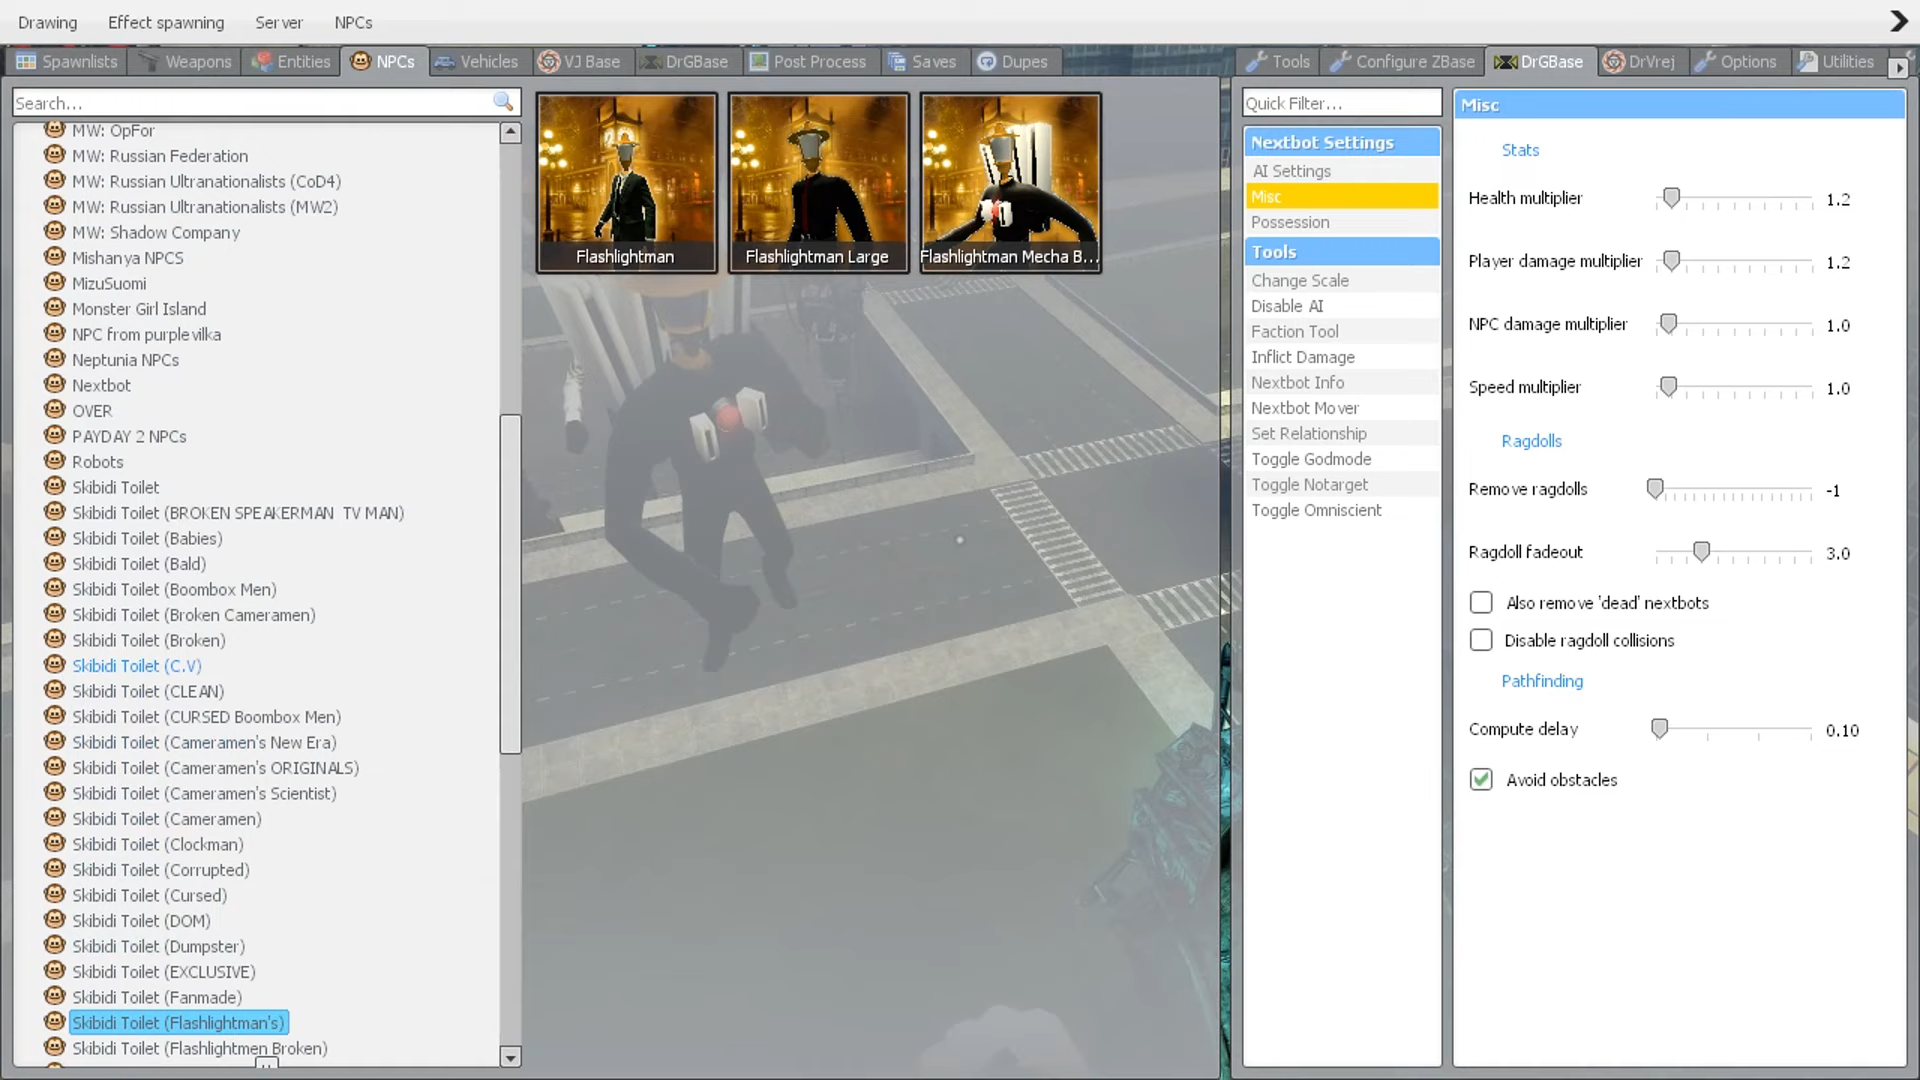 Drawing Effect spawning Server NPCs
Spawnlists Weapons Entities NPCs Vehicles VJ Base DrGBase Post Process Saves Dupes
Tools Configure ZBase DrGBase DrVrej Options Utilities
Search...
MW: OpFor
MW: Russian Federation
MW: Russian Ultranationalists (CoD4)
MW: Russian Ultranationalists (MW2)
MW: Shadow Company
Mishanya NPCS
MizuSuomi
Monster Girl Island
NPC from purplevilka
Neptunia NPCs
Nextbot
OVER
PAYDAY 2 NPCs
Robots
Skibidi Toilet
Skibidi Toilet (BROKEN SPEAKERMAN TV MAN)
Skibidi Toilet (Babies)
Skibidi Toilet (Bald)
Skibidi Toilet (Boombox Men)
Skibidi Toilet (Broken Cameramen)
Skibidi Toilet (Broken)
Skibidi Toilet (C.V)
Skibidi Toilet (CLEAN)
Skibidi Toilet (CURSED Boombox Men)
Skibidi Toilet (Cameramen's New Era)
Skibidi Toilet (Cameramen's ORIGINALS)
Skibidi Toilet (Cameramen's Scientist)
Skibidi Toilet (Cameramen)
Skibidi Toilet (Clockman)
Skibidi Toilet (Corrupted)
Skibidi Toilet (Cursed)
Skibidi Toilet (DOM)
Skibidi Toilet (Dumpster)
Skibidi Toilet (EXCLUSIVE)
Skibidi Toilet (Fanmade)
Skibidi Toilet (Flashlightman's)
Skibidi Toilet (Flashlightmen Broken)
Flashlightman
Flashlightman Large
Flashlightman Mecha B...
Quick Filter...
Nextbot Settings
AI Settings
Misc
Possession
Tools
Change Scale
Disable AI
Faction Tool
Inflict Damage
Nextbot Info
Nextbot Mover
Set Relationship
Toggle Godmode
Toggle Notarget
Toggle Omniscient
Misc
Stats
Health multiplier 1.2
Player damage multiplier 1.2
NPC damage multiplier 1.0
Speed multiplier 1.0
Ragdolls
Remove ragdolls -1
Ragdoll fadeout 3.0
Also remove 'dead' nextbots
Disable ragdoll collisions
Pathfinding
Compute delay 0.10
Avoid obstacles